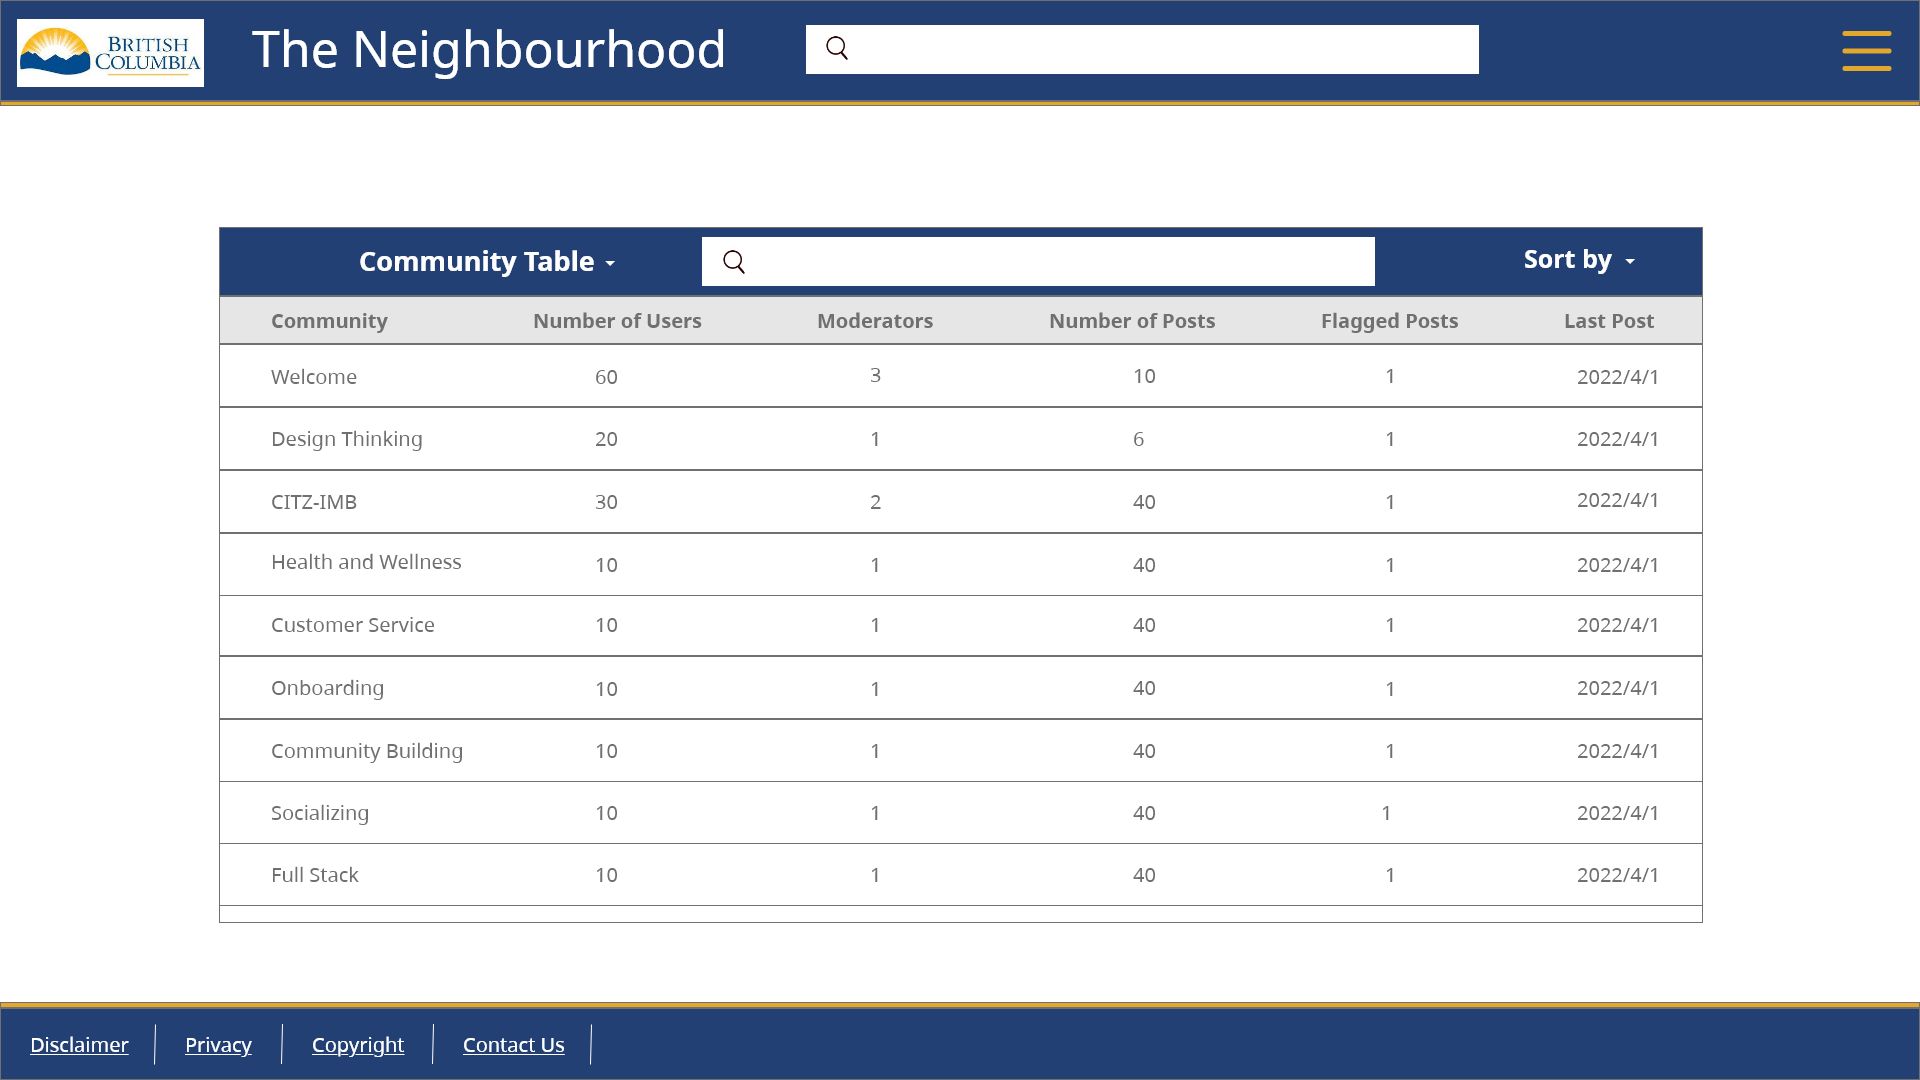 BRITISH
COLUMBIA
The Neighbourhood
Community Table
Sort by
Community Number of Users Moderators Number of Posts Flagged Posts Last Post
Welcome 60 3 10 1 2022/4/1
Design Thinking 20 1 6 1 2022/4/1
CITZ-IMB 30 2 40 1 2022/4/1
Health and Wellness 10 1 40 1 2022/4/1
Customer Service 10 1 40 1 2022/4/1
Onboarding 10 1 40 1 2022/4/1
Community Building 10 1 40 1 2022/4/1
Socializing 10 1 40 1 2022/4/1
Full Stack 10 1 40 1 2022/4/1
Disclaimer Privacy Copyright Contact Us